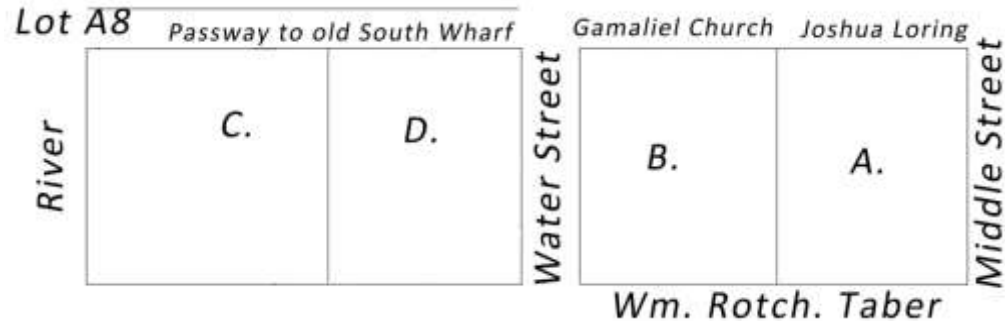 Lot A8
Passway to old South Wharf
Gamaliel Church
Joshua Loring
River
C.
D.
Water Street
B.
A.
Middle Street
Wm. Rotch. Taber